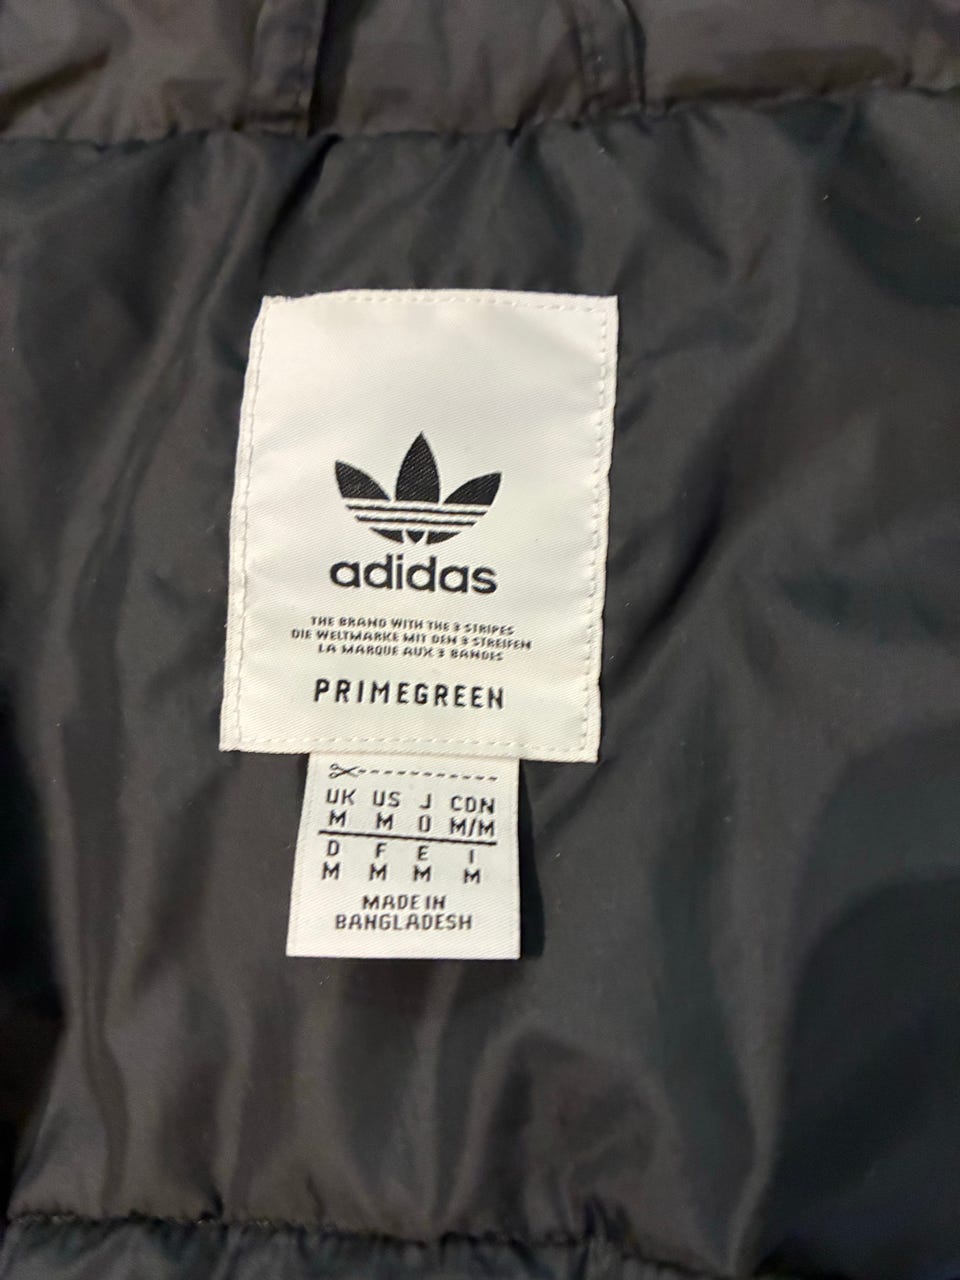 adidas
THE BRAND WITH THE 3 STRIPES
DIE WELTMARKE MIT DEN 3 STREIFEN
LA MARQUE AUX 3 BANDES
PRIMEGREEN
UK US J CDN
M M O M/M
D F E I
M M M M
MADE IN
BANGLADESH